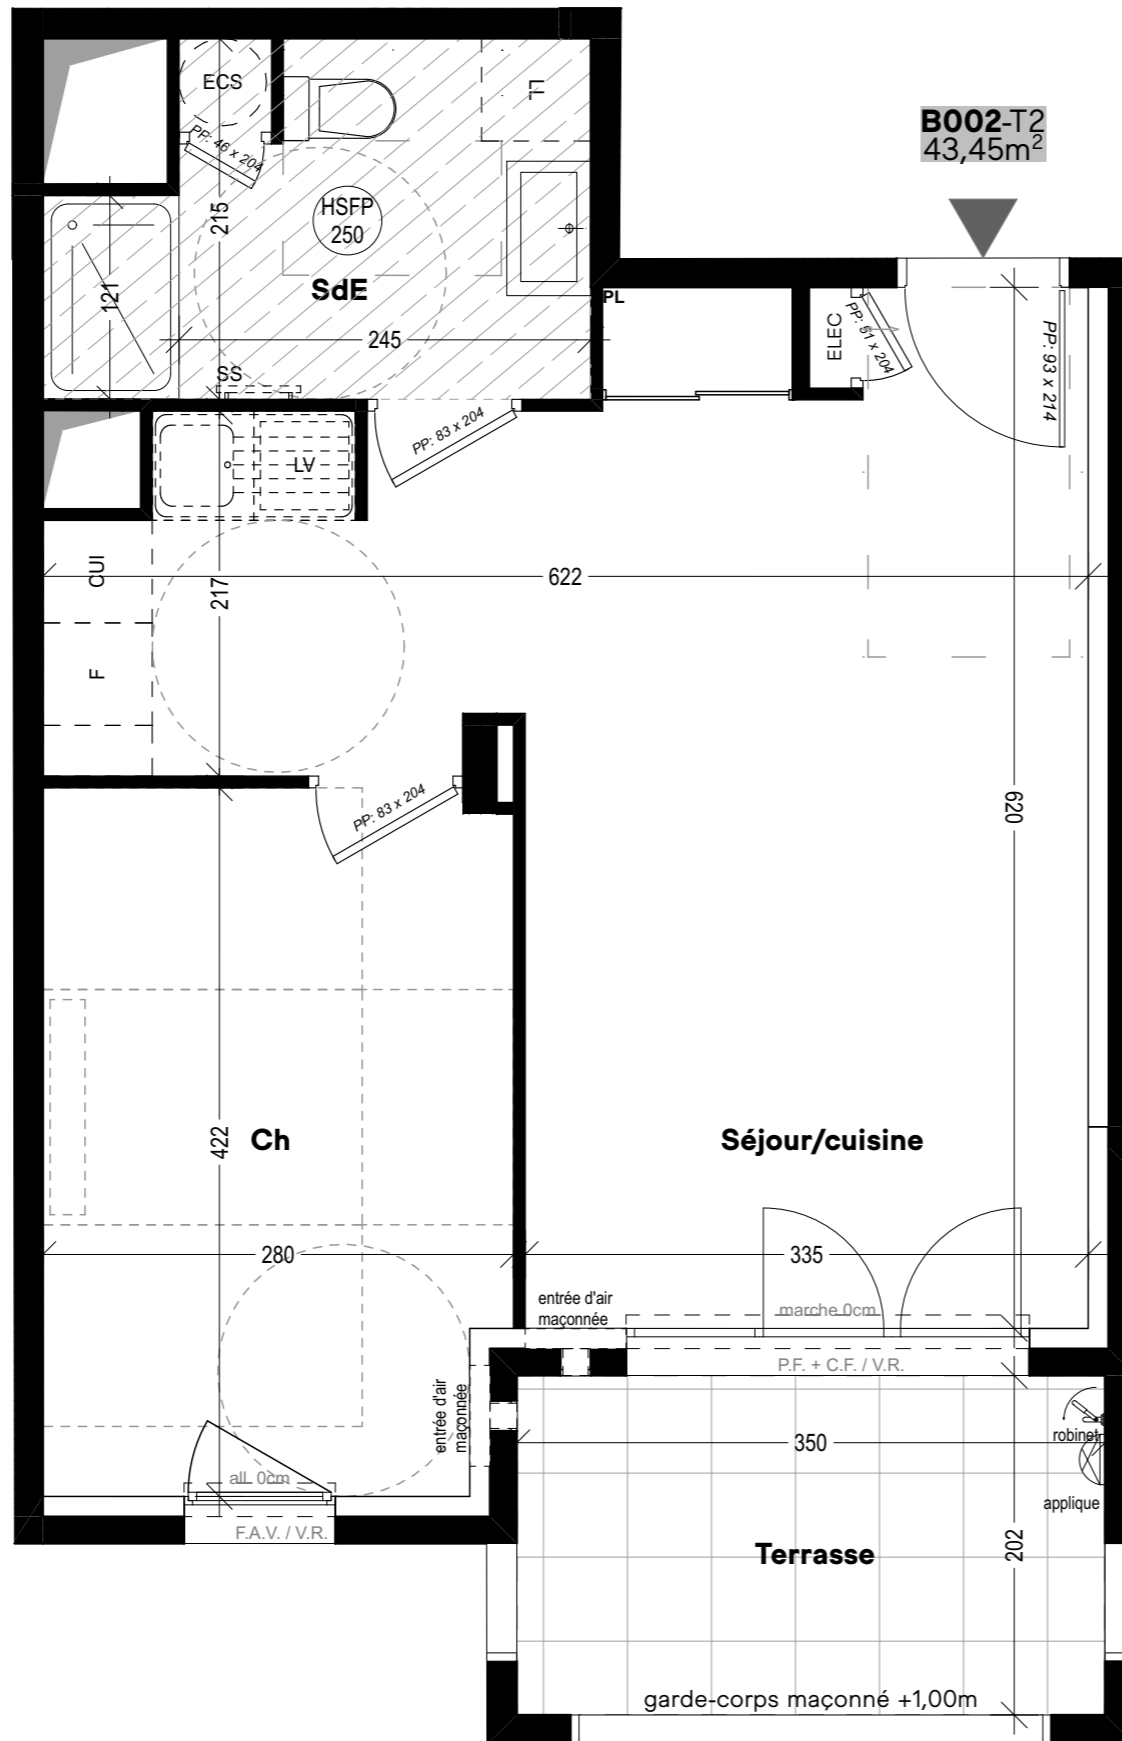 B002-T2
43,45m²
ECS
PP: 46 x 204
LL
HSFP
250
215
121
SdE
245
SS
PL
ELEC
PP: 51 x 204
PP: 93 x 214
PP: 83 x 204
LV
CUI
217
622
F
PP: 83 x 204
620
422
Ch
Séjour/cuisine
280
335
entrée d'air
maçonnée
marche 0cm
P.F. + C.F. / V.R.
entrée d'air
maçonnée
350
robinet
all. 0cm
applique
F.A.V. / V.R.
Terrasse
202
garde-corps maçonné +1,00m